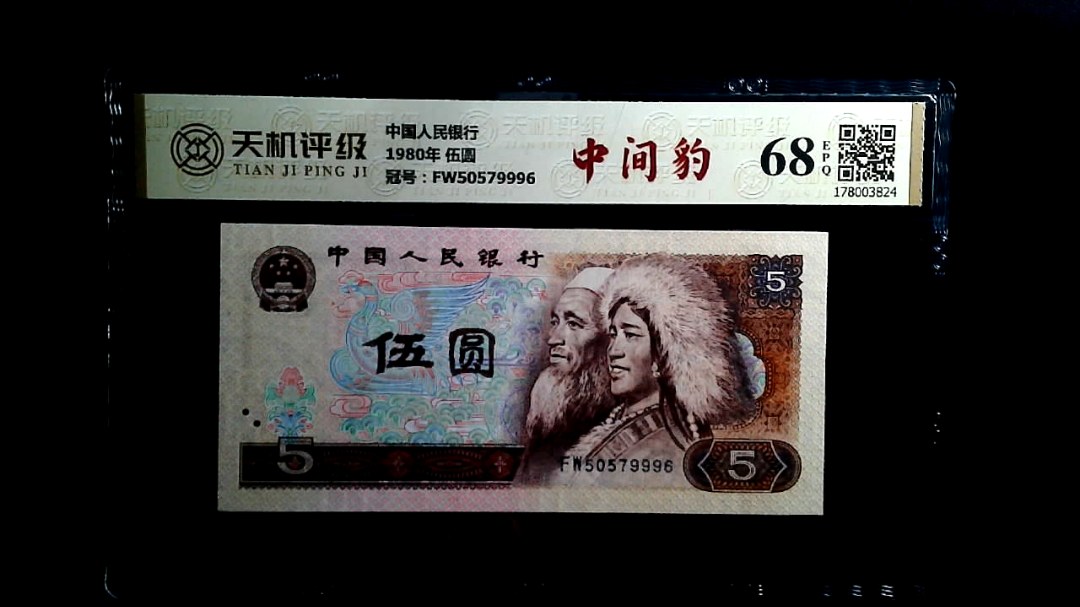 天机评级
TIAN JI PING JI
中国人民银行
1980年 伍圆
冠号：FW50579996
中间豹
68
EPQ
178003824
中国人民银行
5
伍圆
5
FW50579996
5